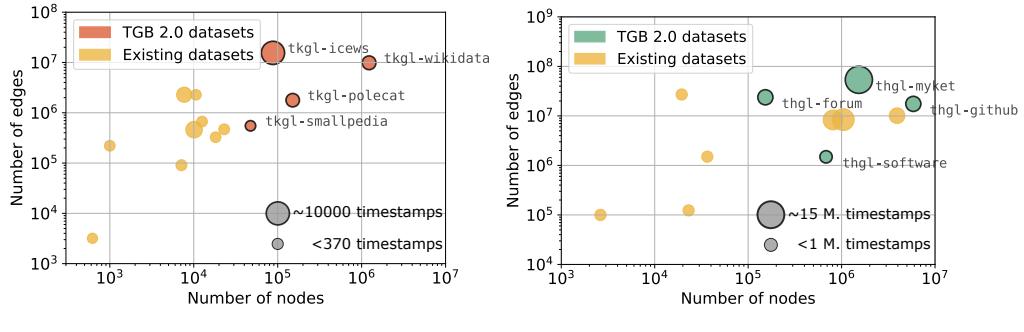 10^8
10^7
10^6
10^5
10^4
10^3
Number of edges
TGB 2.0 datasets
Existing datasets
tkgl-icews
tkgl-wikidata
tkgl-polecat
tkgl-smallpedia
~10000 timestamps
<370 timestamps
10^3
10^4
10^5
10^6
10^7
Number of nodes
10^9
10^8
10^7
10^6
10^5
10^4
Number of edges
TGB 2.0 datasets
Existing datasets
thgl-myket
thgl-forum
thgl-github
thgl-software
~15 M. timestamps
<1 M. timestamps
10^3
10^4
10^5
10^6
10^7
Number of nodes